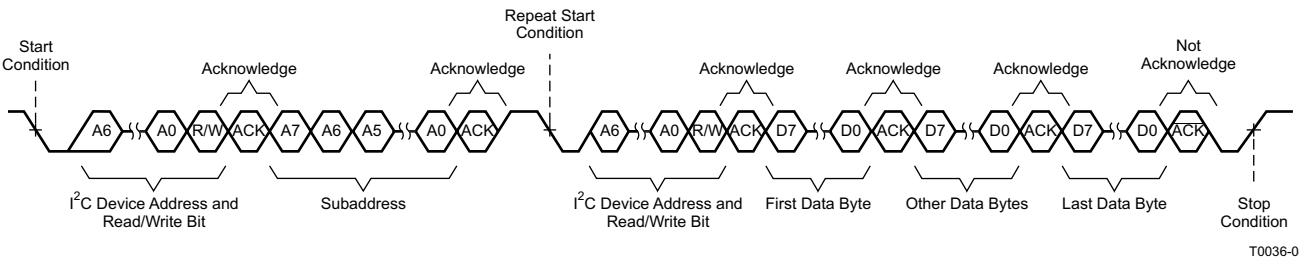 Repeat Start
Condition
Start
Condition
Not
Acknowledge
Acknowledge
Acknowledge
Acknowledge
Acknowledge
Acknowledge
A6 A0 R/W ACK A7 A6 A5 A0 ACK A6 A0 R/W ACK D7 D0 ACK D7 D0 ACK D7 D0 ACK
I²C Device Address and
Read/Write Bit
Subaddress
I²C Device Address and
Read/Write Bit
First Data Byte
Other Data Bytes
Last Data Byte
Stop
Condition
T0036-0